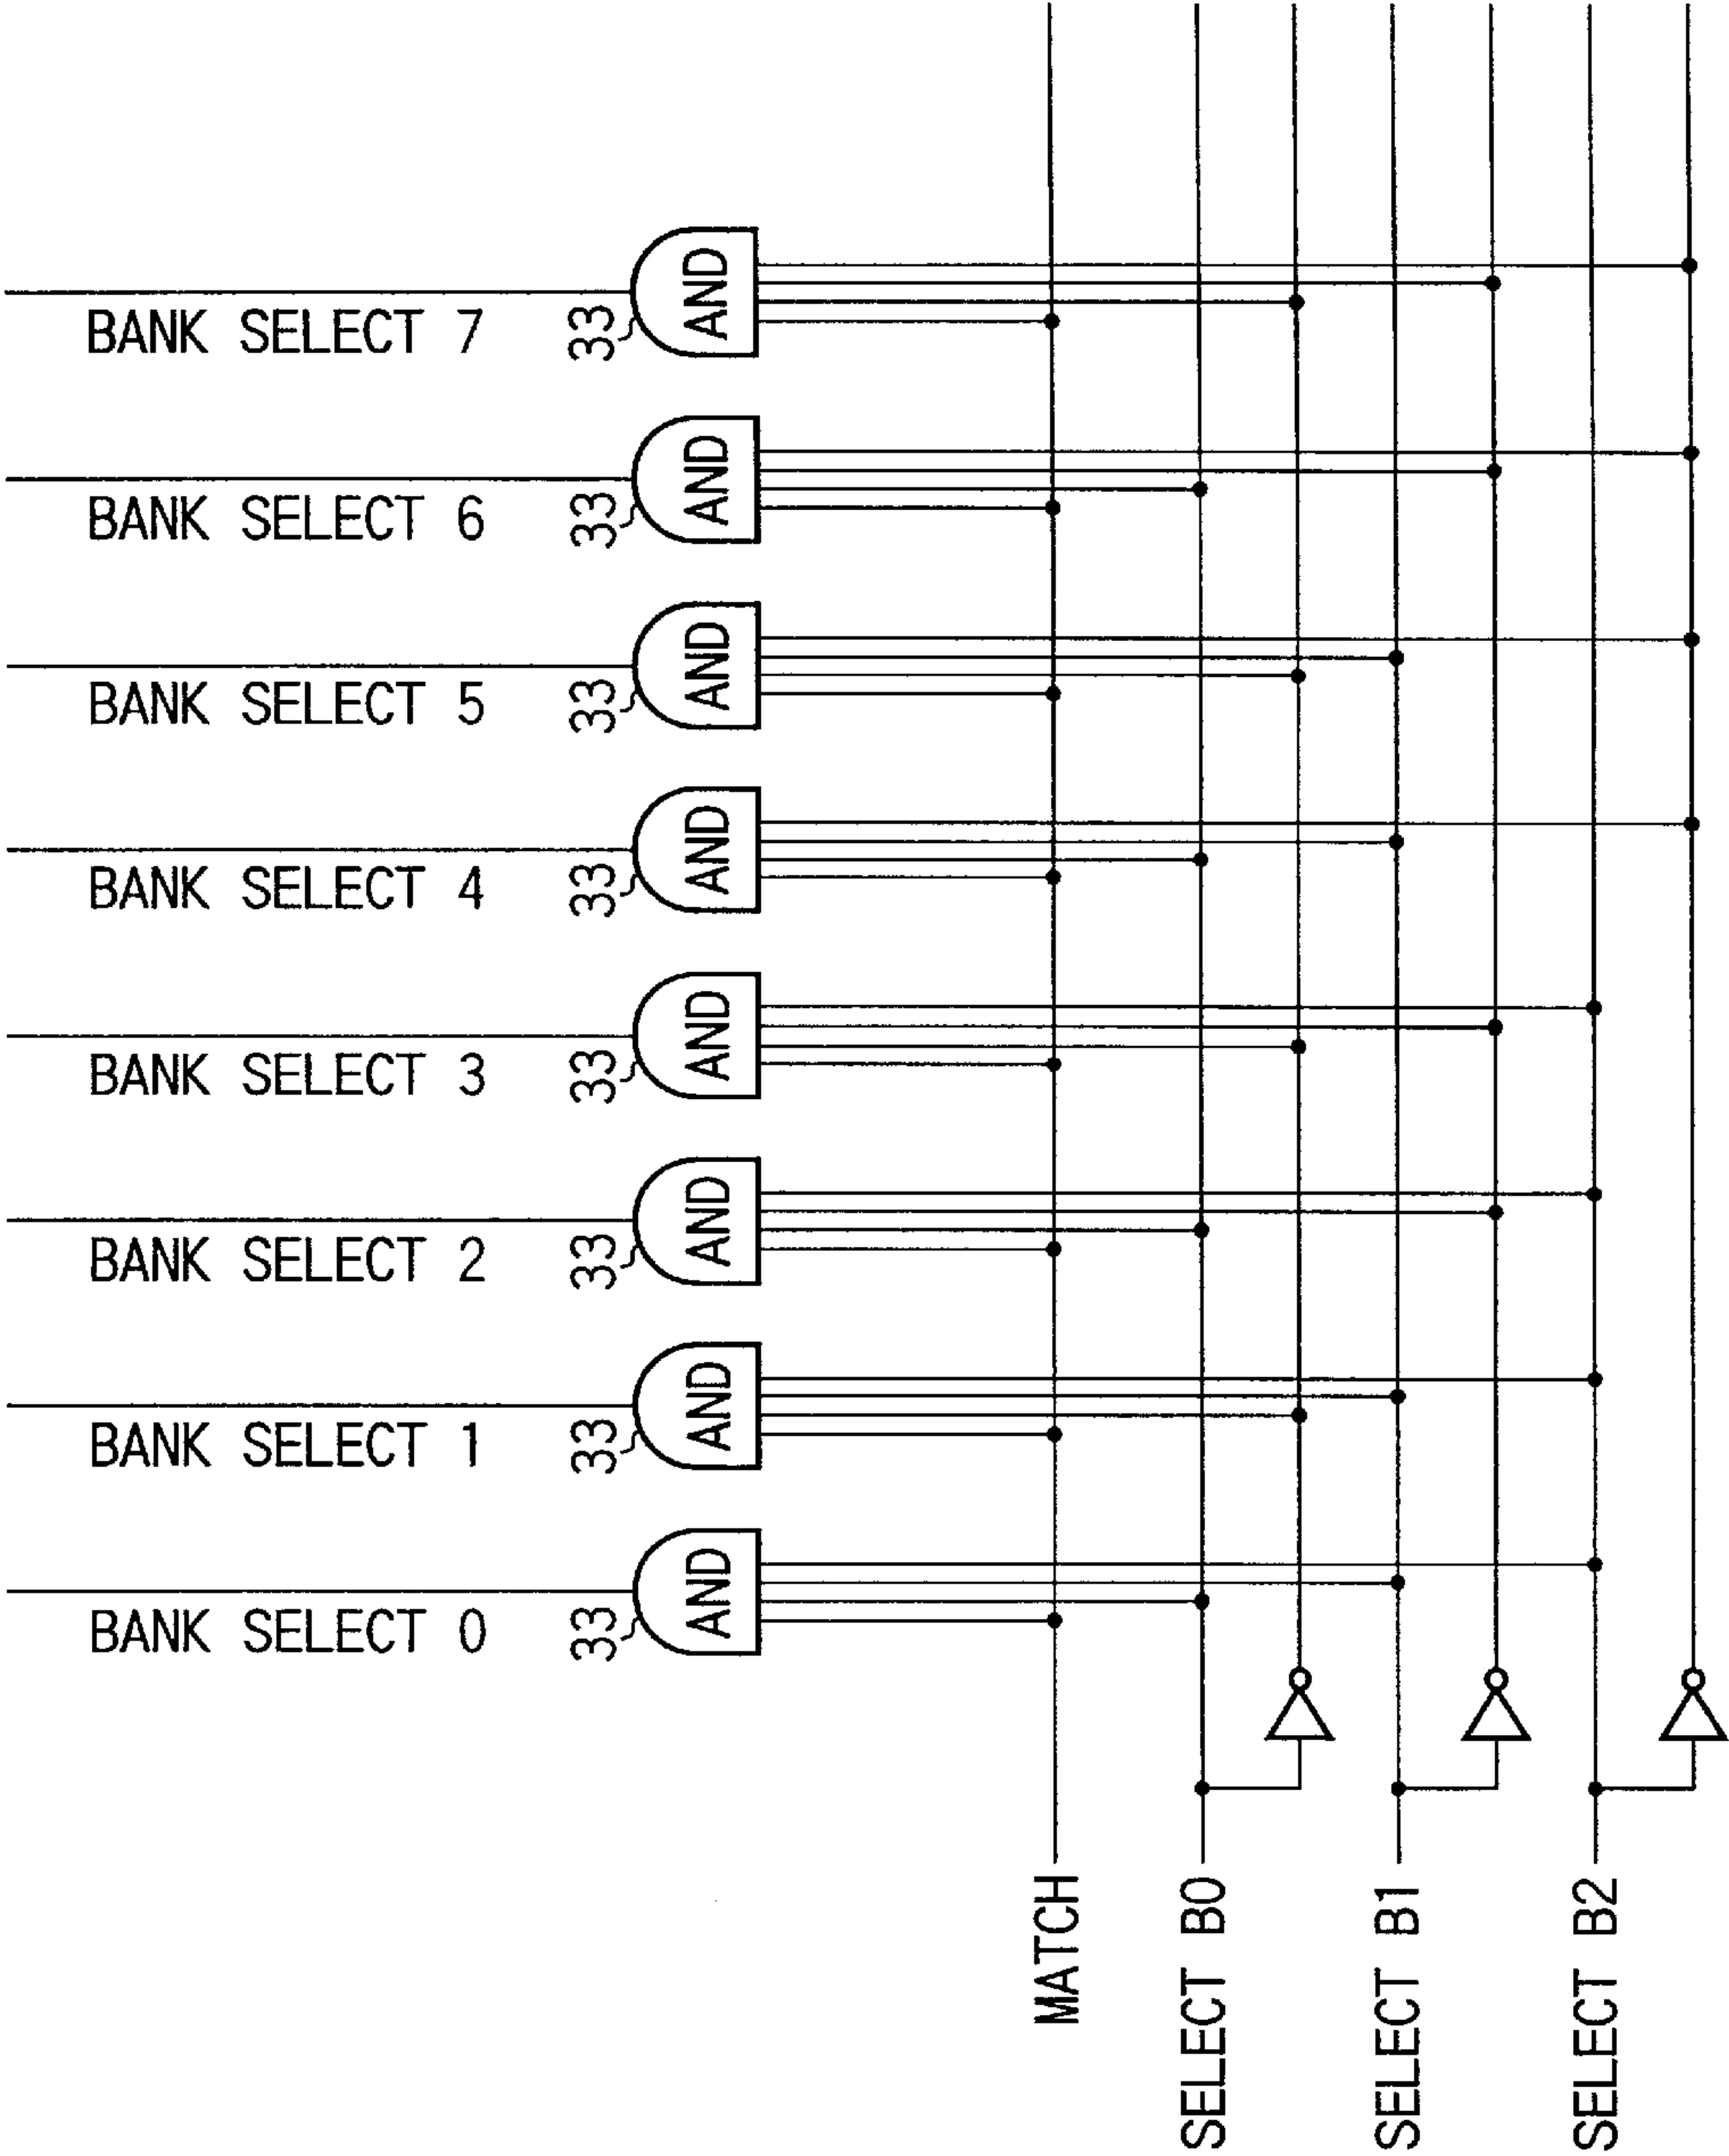 BANK SELECT 7
33
AND
BANK SELECT 6
33
AND
BANK SELECT 5
33
AND
BANK SELECT 4
33
AND
BANK SELECT 3
33
AND
BANK SELECT 2
33
AND
BANK SELECT 1
33
AND
BANK SELECT 0
33
AND
MATCH
SELECT B0
SELECT B1
SELECT B2